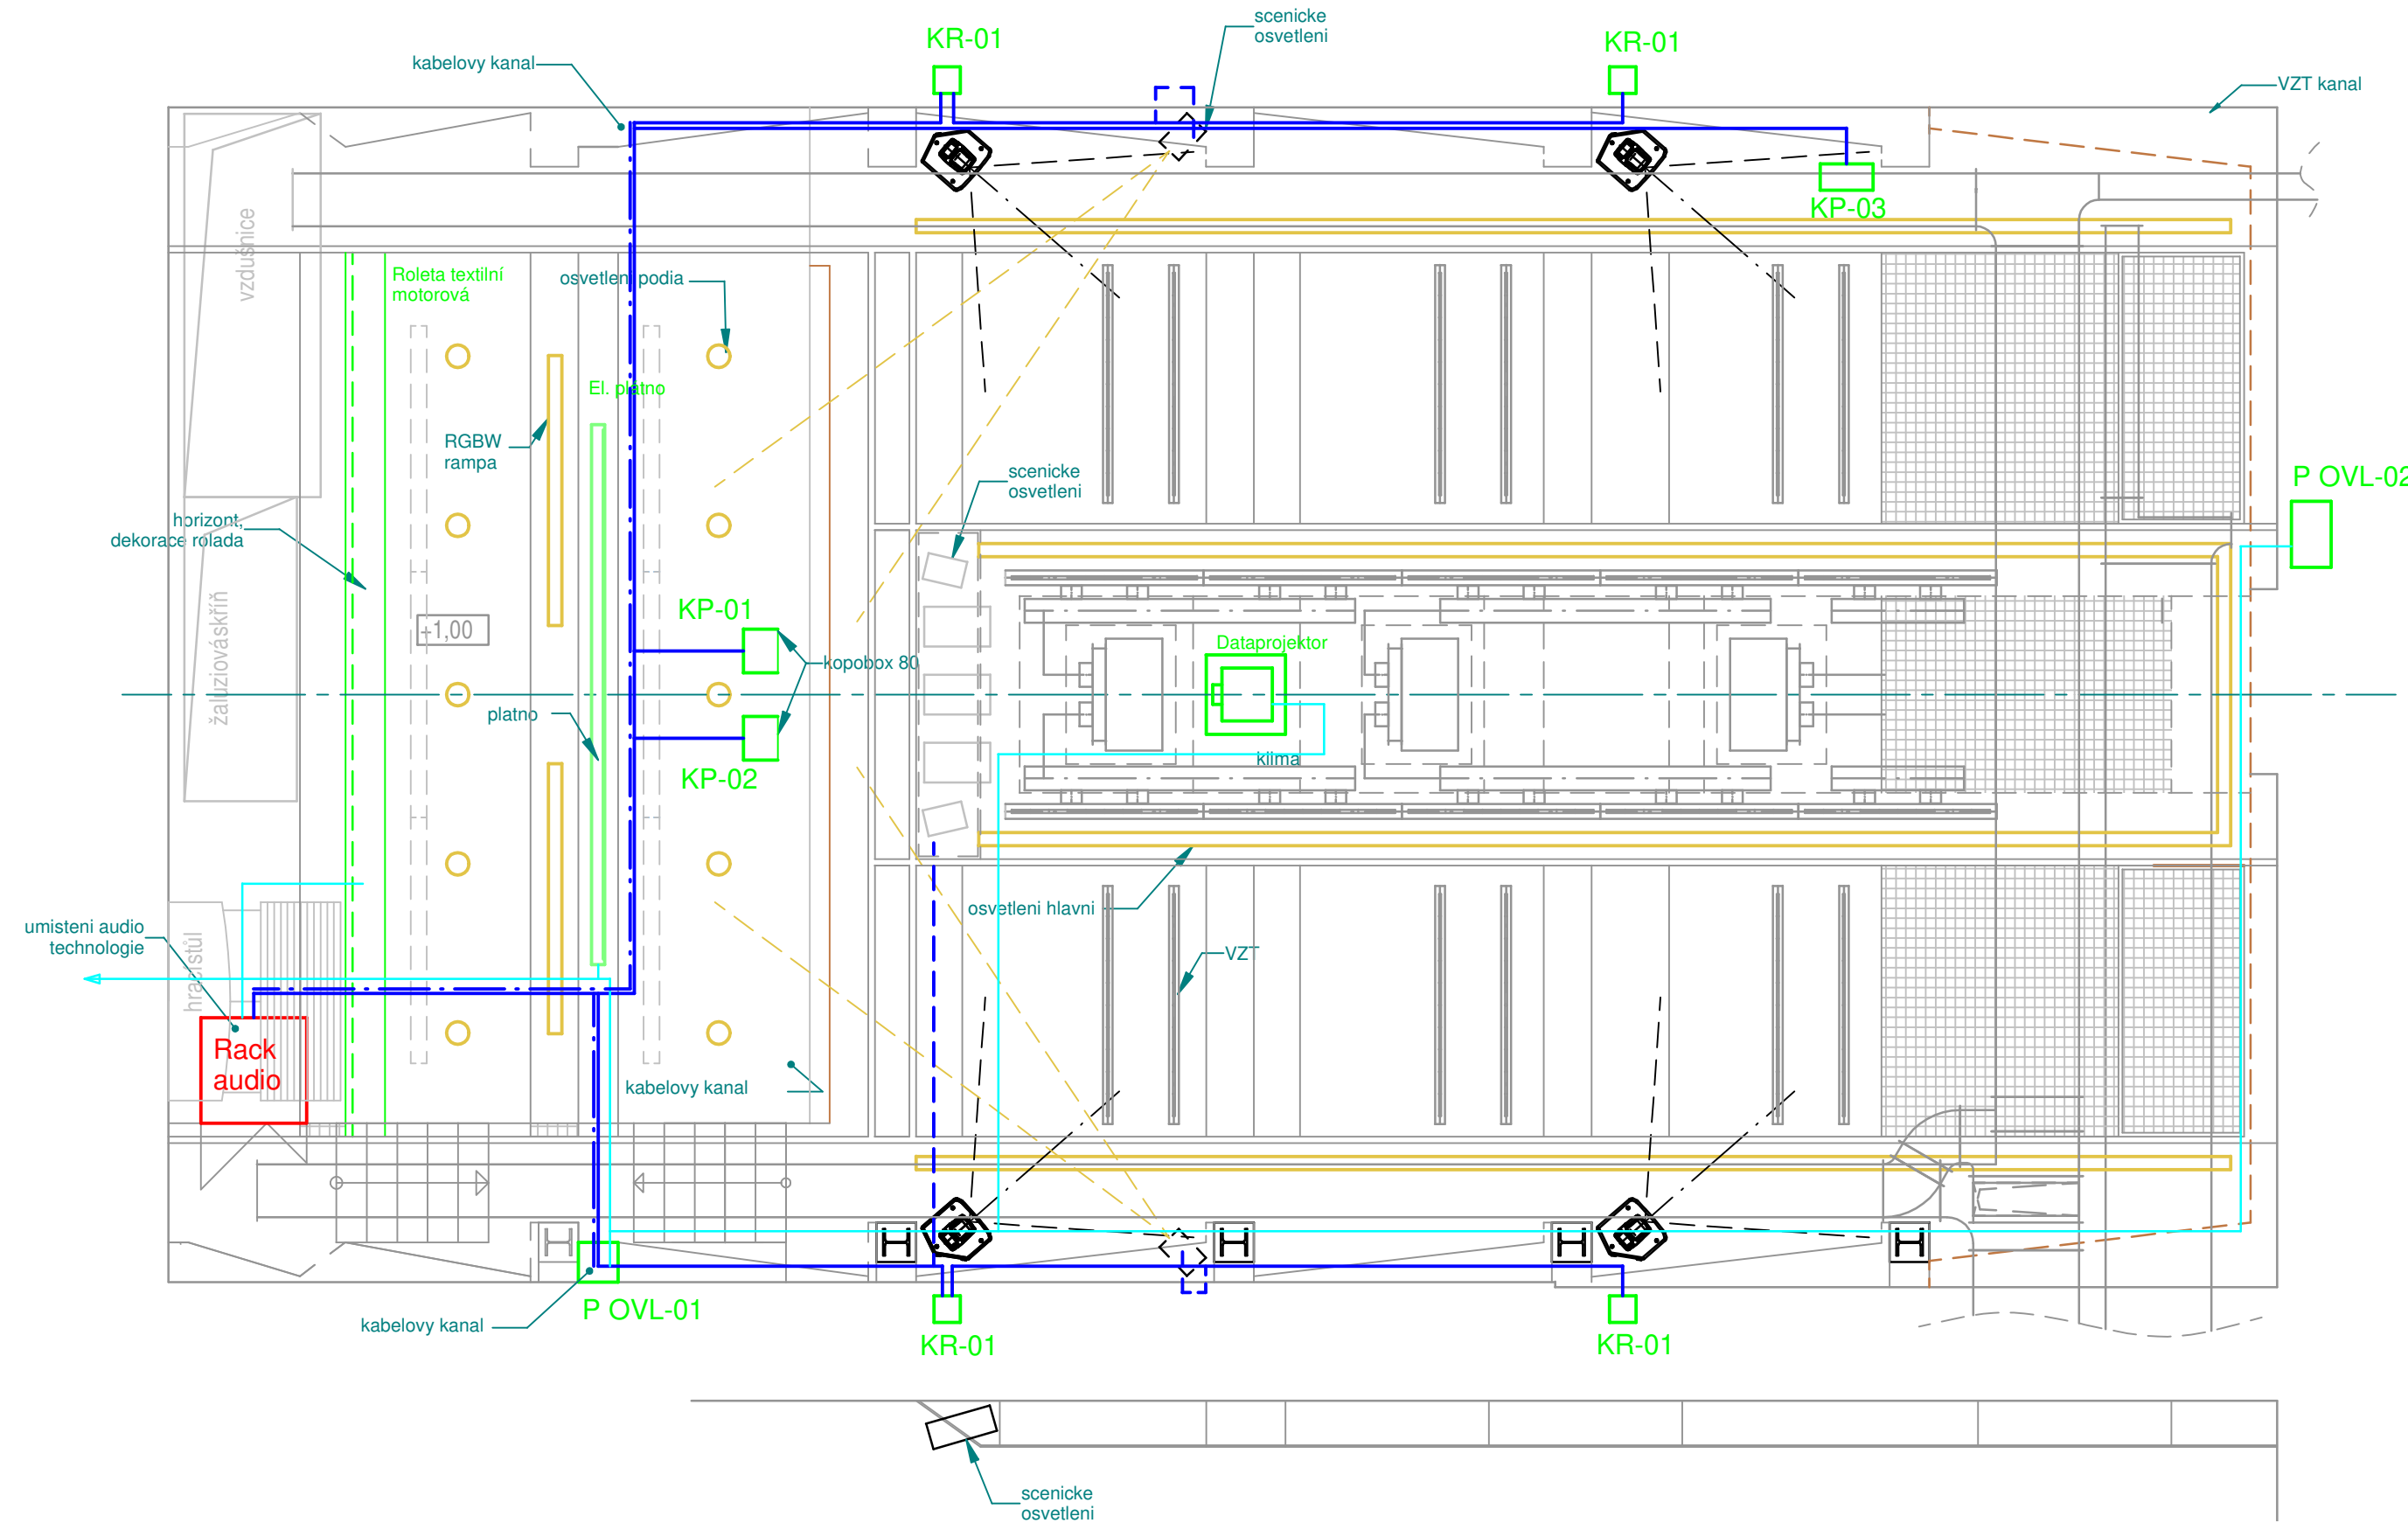 scenicke
osvetleni
KR-01
KR-01
kabelovy kanal
VZT kanal
KP-03
vzdušnice
Roleta textilní
motorová
osvetleni podia
El. plátno
RGBW
rampa
scenicke
osvetleni
P OVL-02
horizont,
dekorace rolada
žaluziováskříň
+1,00
KP-01
kopobox 80
Dataprojektor
platno
klima
KP-02
osvetleni hlavni
umisteni audio
technologie
hracístůl
VZT
Rack
audio
kabelovy kanal
P OVL-01
kabelovy kanal
KR-01
KR-01
scenicke
osvetleni